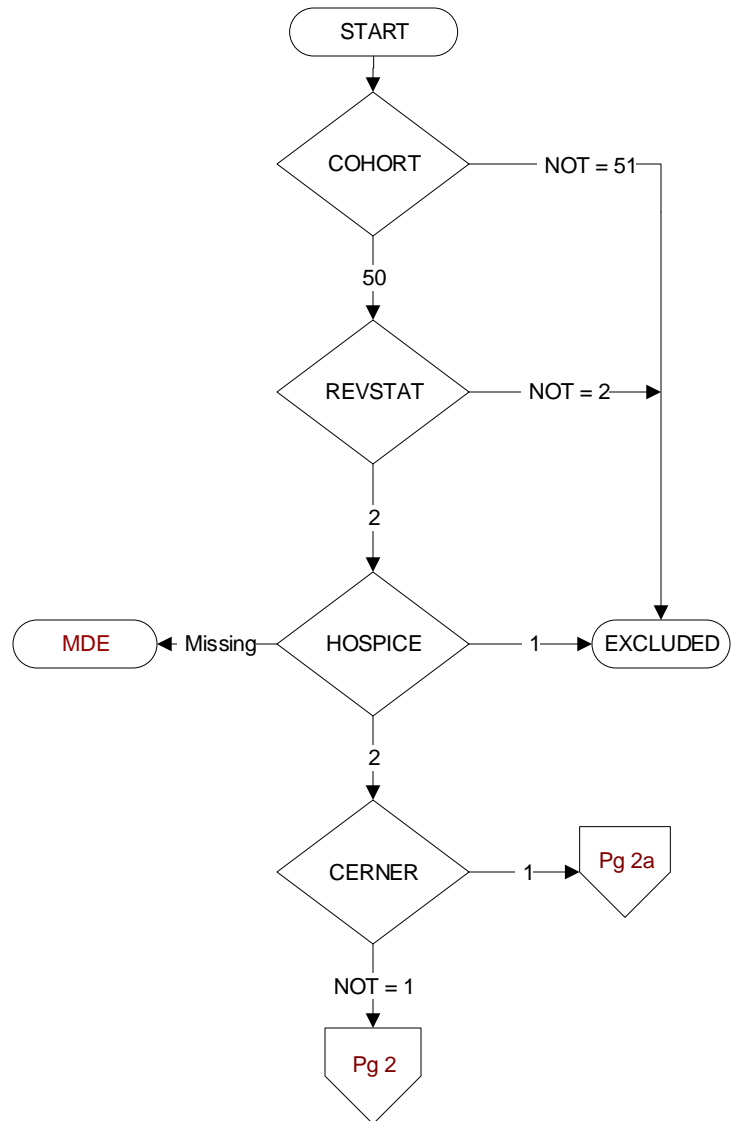 START
COHORT
NOT = 51
50
REVSTAT
NOT = 2
2
MDE
Missing
HOSPICE
1
EXCLUDED
2
CERNER
1
Pg 2a
NOT = 1
Pg 2